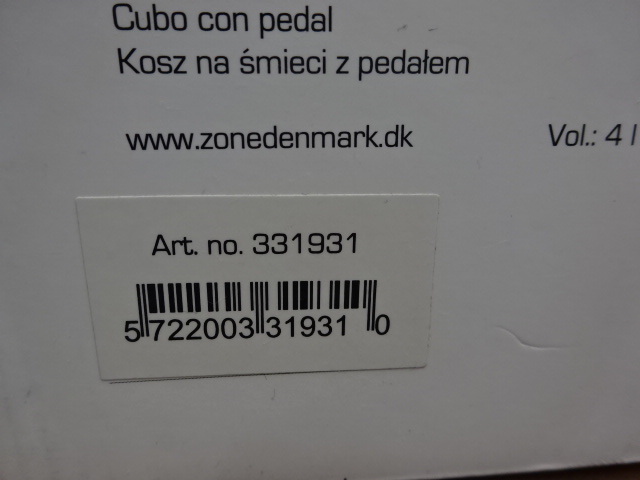 Cubo con pedal
Kosz na śmieci z pedałem
www.zonedenmark.dk
Vol.: 4 l
Art. no. 331931
5 722003 31931 0